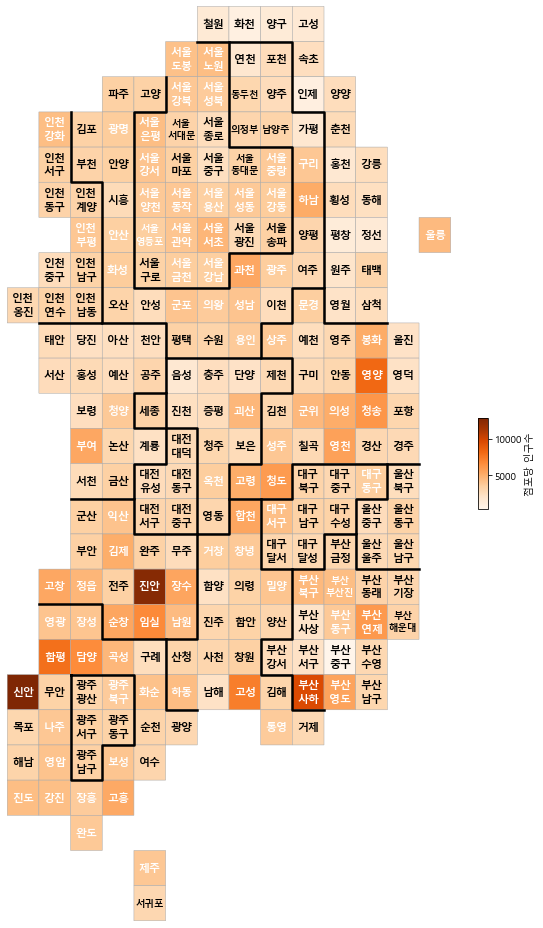 철원 화천 양구 고성
서울 도봉 서울 노원 연천 포천 속초
파주 고양 서울 강북 서울 성북 동두천 양주 인제 양양
인천 강화 김포 광명 서울 은평 서울 서대문 서울 종로 의정부 남양주 가평 춘천
인천 서구 부천 안양 서울 강서 서울 마포 서울 중구 서울 동대문 서울 중랑 구리 홍천 강릉
인천 동구 인천 계양 시흥 서울 양천 서울 동작 서울 용산 서울 성동 서울 강동 하남 횡성 동해
인천 부평 안산 서울 영등포 서울 관악 서울 서초 서울 광진 서울 송파 양평 평창 정선 울릉
인천 중구 인천 남구 화성 서울 구로 서울 금천 서울 강남 과천 광주 여주 원주 태백
인천 옹진 인천 연수 인천 남동 오산 안성 군포 의왕 성남 이천 문경 영월 삼척
태안 당진 아산 천안 평택 수원 용인 상주 예천 영주 봉화 울진
서산 홍성 예산 공주 음성 충주 단양 제천 구미 안동 영양 영덕
보령 청양 세종 진천 증평 괴산 김천 군위 의성 청송 포항
부여 논산 계룡 대전 대덕 청주 보은 성주 칠곡 영천 경산 경주
서천 금산 대전 유성 대전 동구 옥천 고령 청도 대구 북구 대구 중구 대구 동구 울산 북구
군산 익산 대전 서구 대전 중구 영동 합천 대구 서구 대구 남구 대구 수성 울산 중구 울산 동구
부안 김제 완주 무주 거창 창녕 대구 달서 대구 달성 부산 금정 울산 울주 울산 남구
고창 정읍 전주 진안 장수 함양 의령 밀양 부산 북구 부산 부산진 부산 동래 부산 기장
영광 장성 순창 임실 남원 진주 함안 양산 부산 사상 부산 동구 부산 연제 부산 해운대
함평 담양 곡성 구례 산청 사천 창원 부산 강서 부산 서구 부산 중구 부산 수영
신안 무안 광주 광산 광주 북구 화순 하동 남해 고성 김해 부산 사하 부산 영도 부산 남구
목포 나주 광주 서구 광주 동구 순천 광양 통영 거제
해남 영암 광주 남구 보성 여수
진도 강진 장흥 고흥
완도
제주
서귀포
10000
5000
점포당 인구수